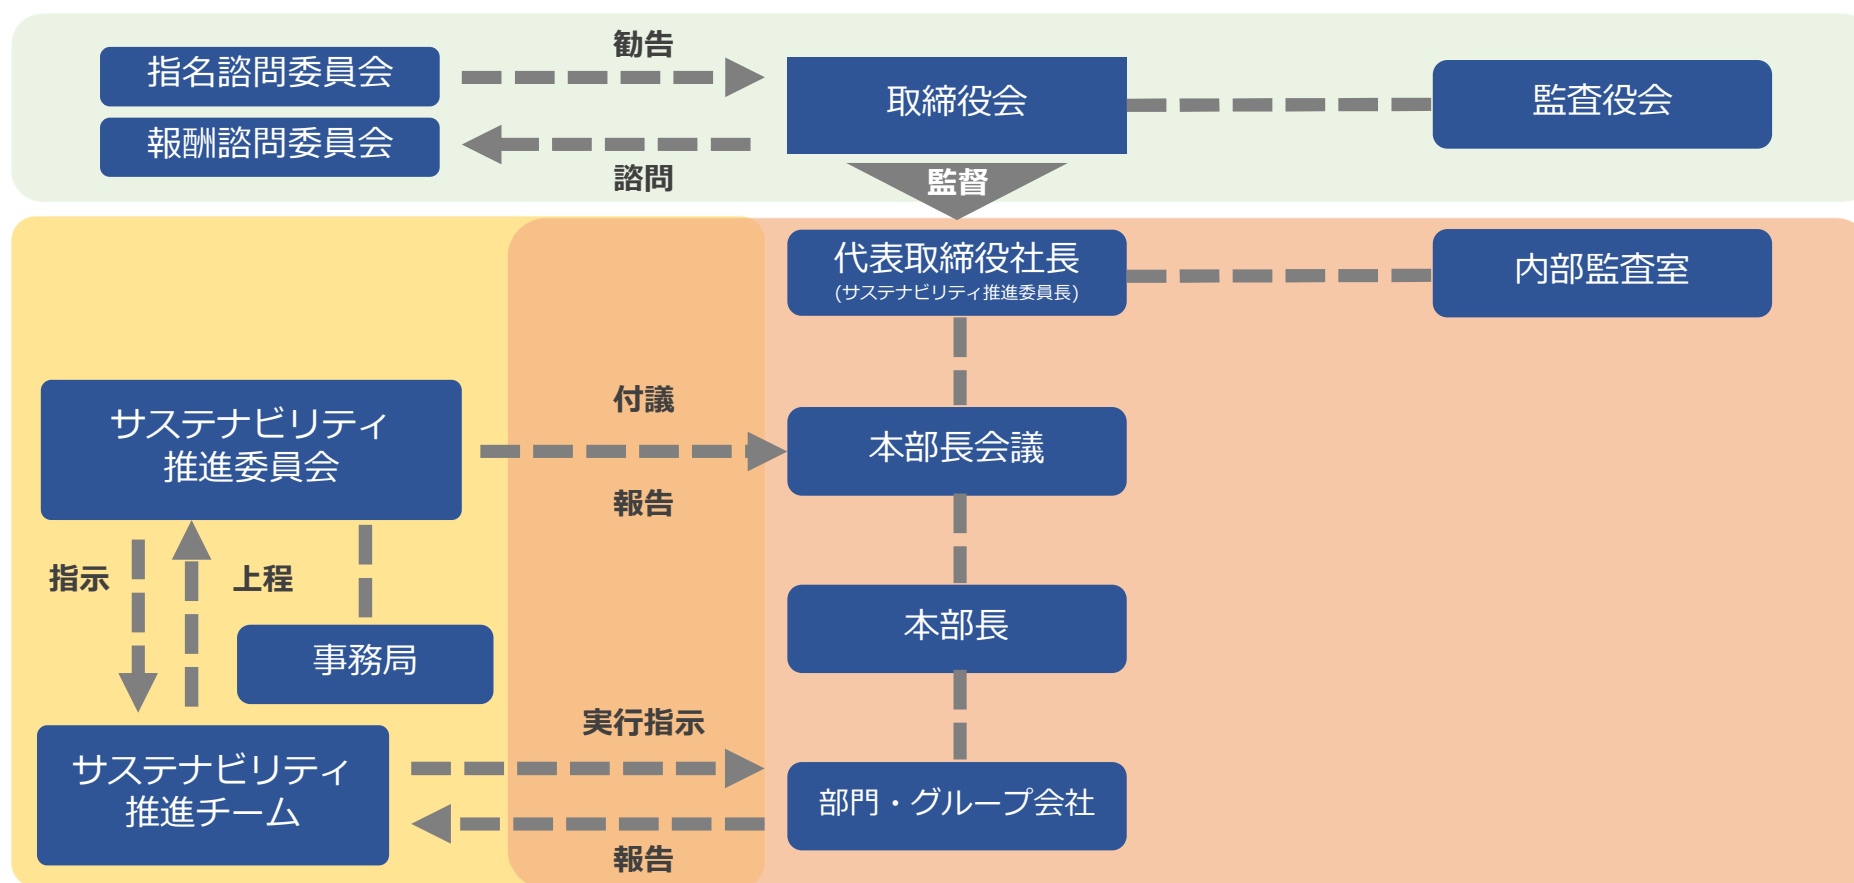 指名諮問委員会
勧告
取締役会
監査役会
報酬諮問委員会
諮問
監督
代表取締役社長
(サステナビリティ推進委員長)
内部監査室
サステナビリティ
推進委員会
付議
報告
本部長会議
指示
上程
事務局
本部長
サステナビリティ
推進チーム
実行指示
報告
部門・グループ会社